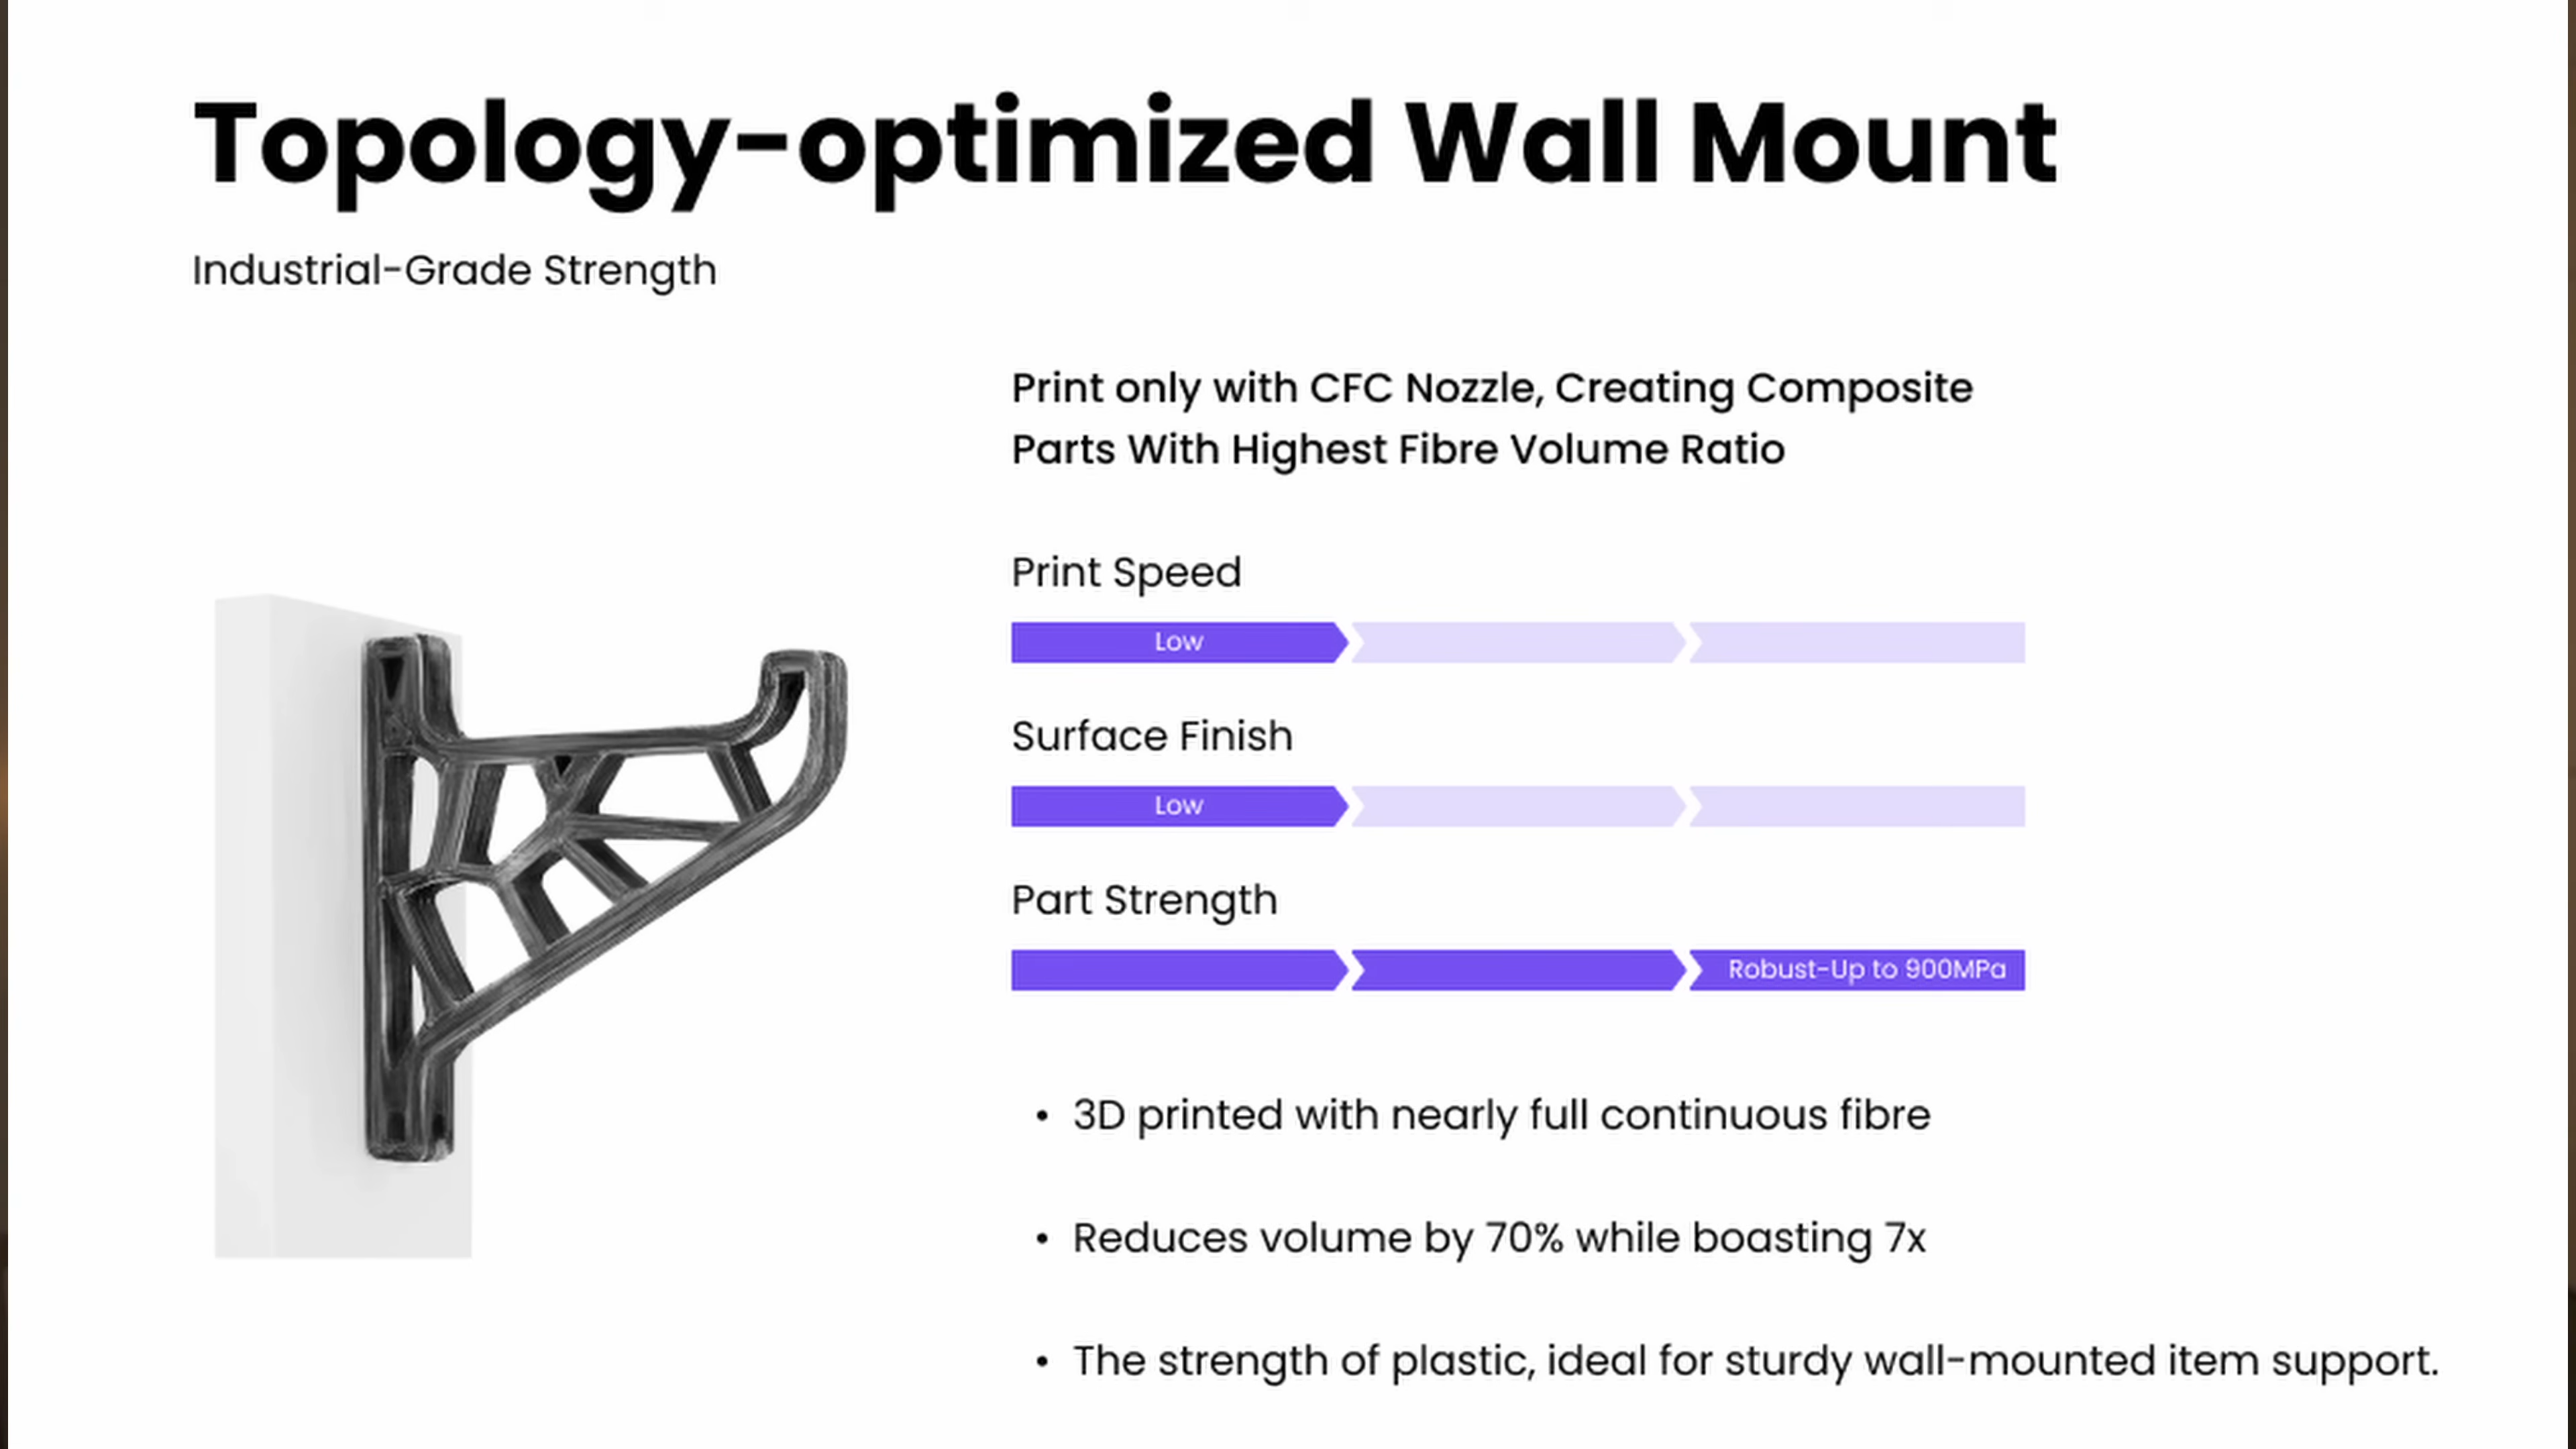 Topology-optimized Wall Mount
Industrial-Grade Strength
Print only with CFC Nozzle, Creating Composite
Parts With Highest Fibre Volume Ratio
Print Speed
Low
Surface Finish
Low
Part Strength
Robust-Up to 900MPa
• 3D printed with nearly full continuous fibre
• Reduces volume by 70% while boasting 7x
• The strength of plastic, ideal for sturdy wall-mounted item support.